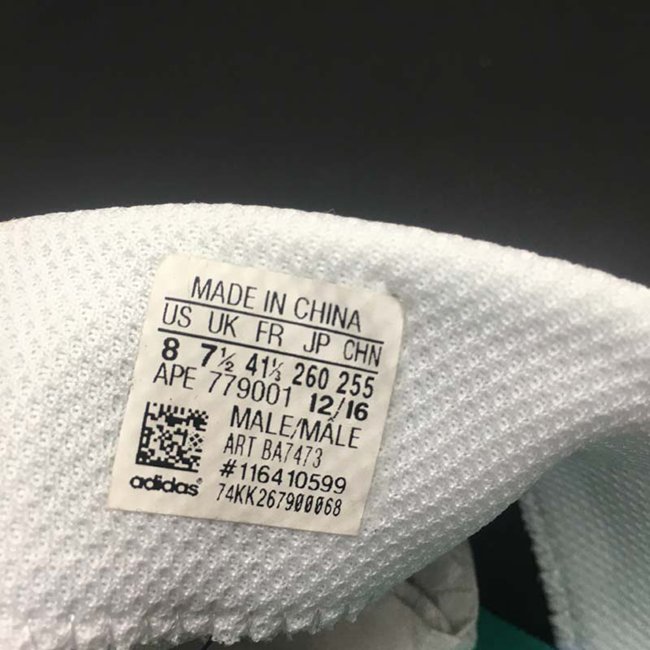 MADE IN CHINA
US UK FR JP CHN
8 7½ 41⅓ 260 255
APE 779001 12/16
MALE/MÂLE
ART BA7473
#116410599
adidas® 74KK267900068